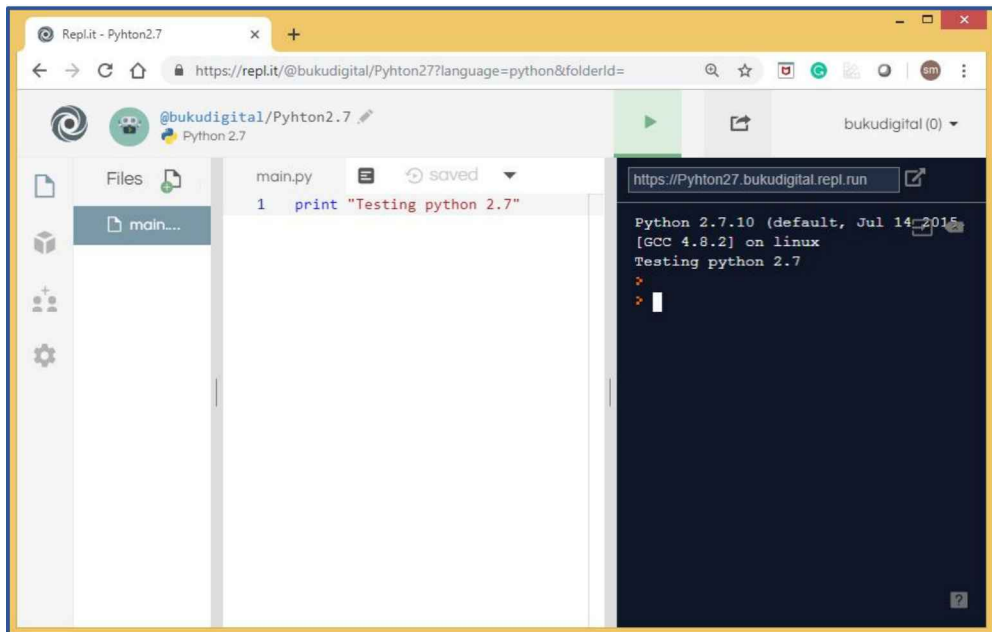 Repl.it - Pyhton2.7
https://repl.it/@bukudigital/Pyhton27?language=python&folderId=
sm
@bukudigital/Pyhton2.7
Python 2.7
bukudigital (0)
Files
main....
main.py
saved
1 print "Testing python 2.7"
https://Pyhton27.bukudigital.repl.run
Python 2.7.10 (default, Jul 14 2015,
[GCC 4.8.2] on linux
Testing python 2.7
>
>
?